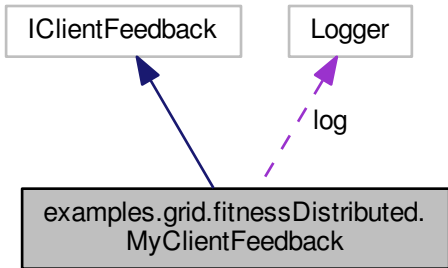 IClientFeedback
Logger
log
examples.grid.fitnessDistributed.
MyClientFeedback